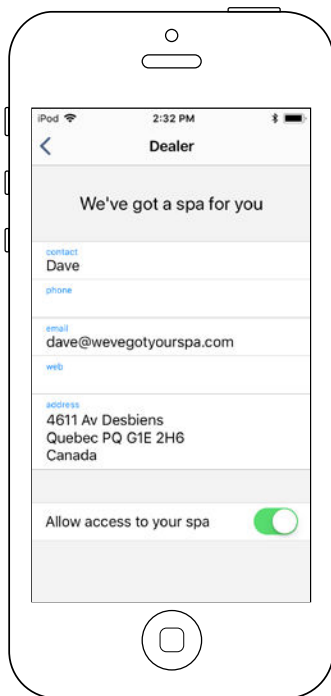 iPod 2:32 PM
Dealer
We've got a spa for you
contact
Dave
phone
email
dave@wevegotyourspa.com
web
address
4611 Av Desbiens
Quebec PQ G1E 2H6
Canada
Allow access to your spa